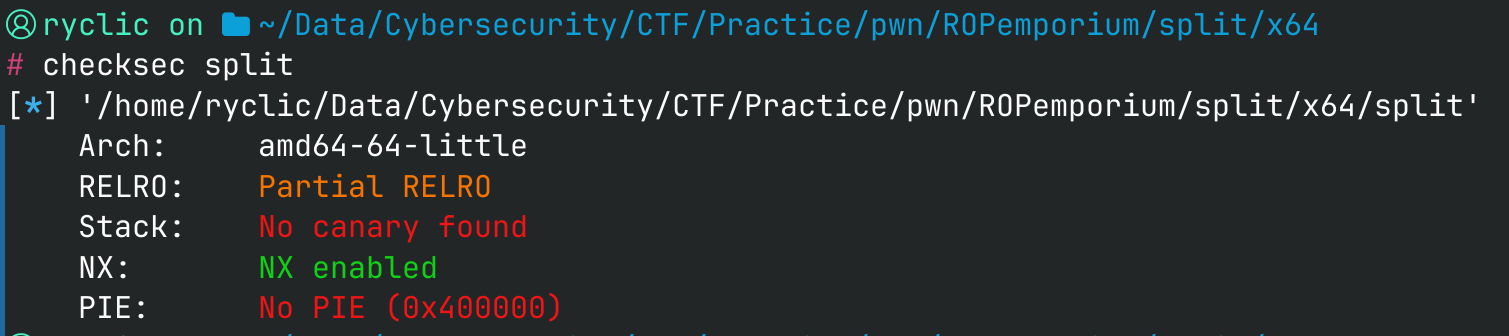 ryclic on ~/Data/Cybersecurity/CTF/Practice/pwn/ROPemporium/split/x64
# checksec split
[*] '/home/ryclic/Data/Cybersecurity/CTF/Practice/pwn/ROPemporium/split/x64/split'
Arch: amd64-64-little
RELRO: Partial RELRO
Stack: No canary found
NX: NX enabled
PIE: No PIE (0x400000)